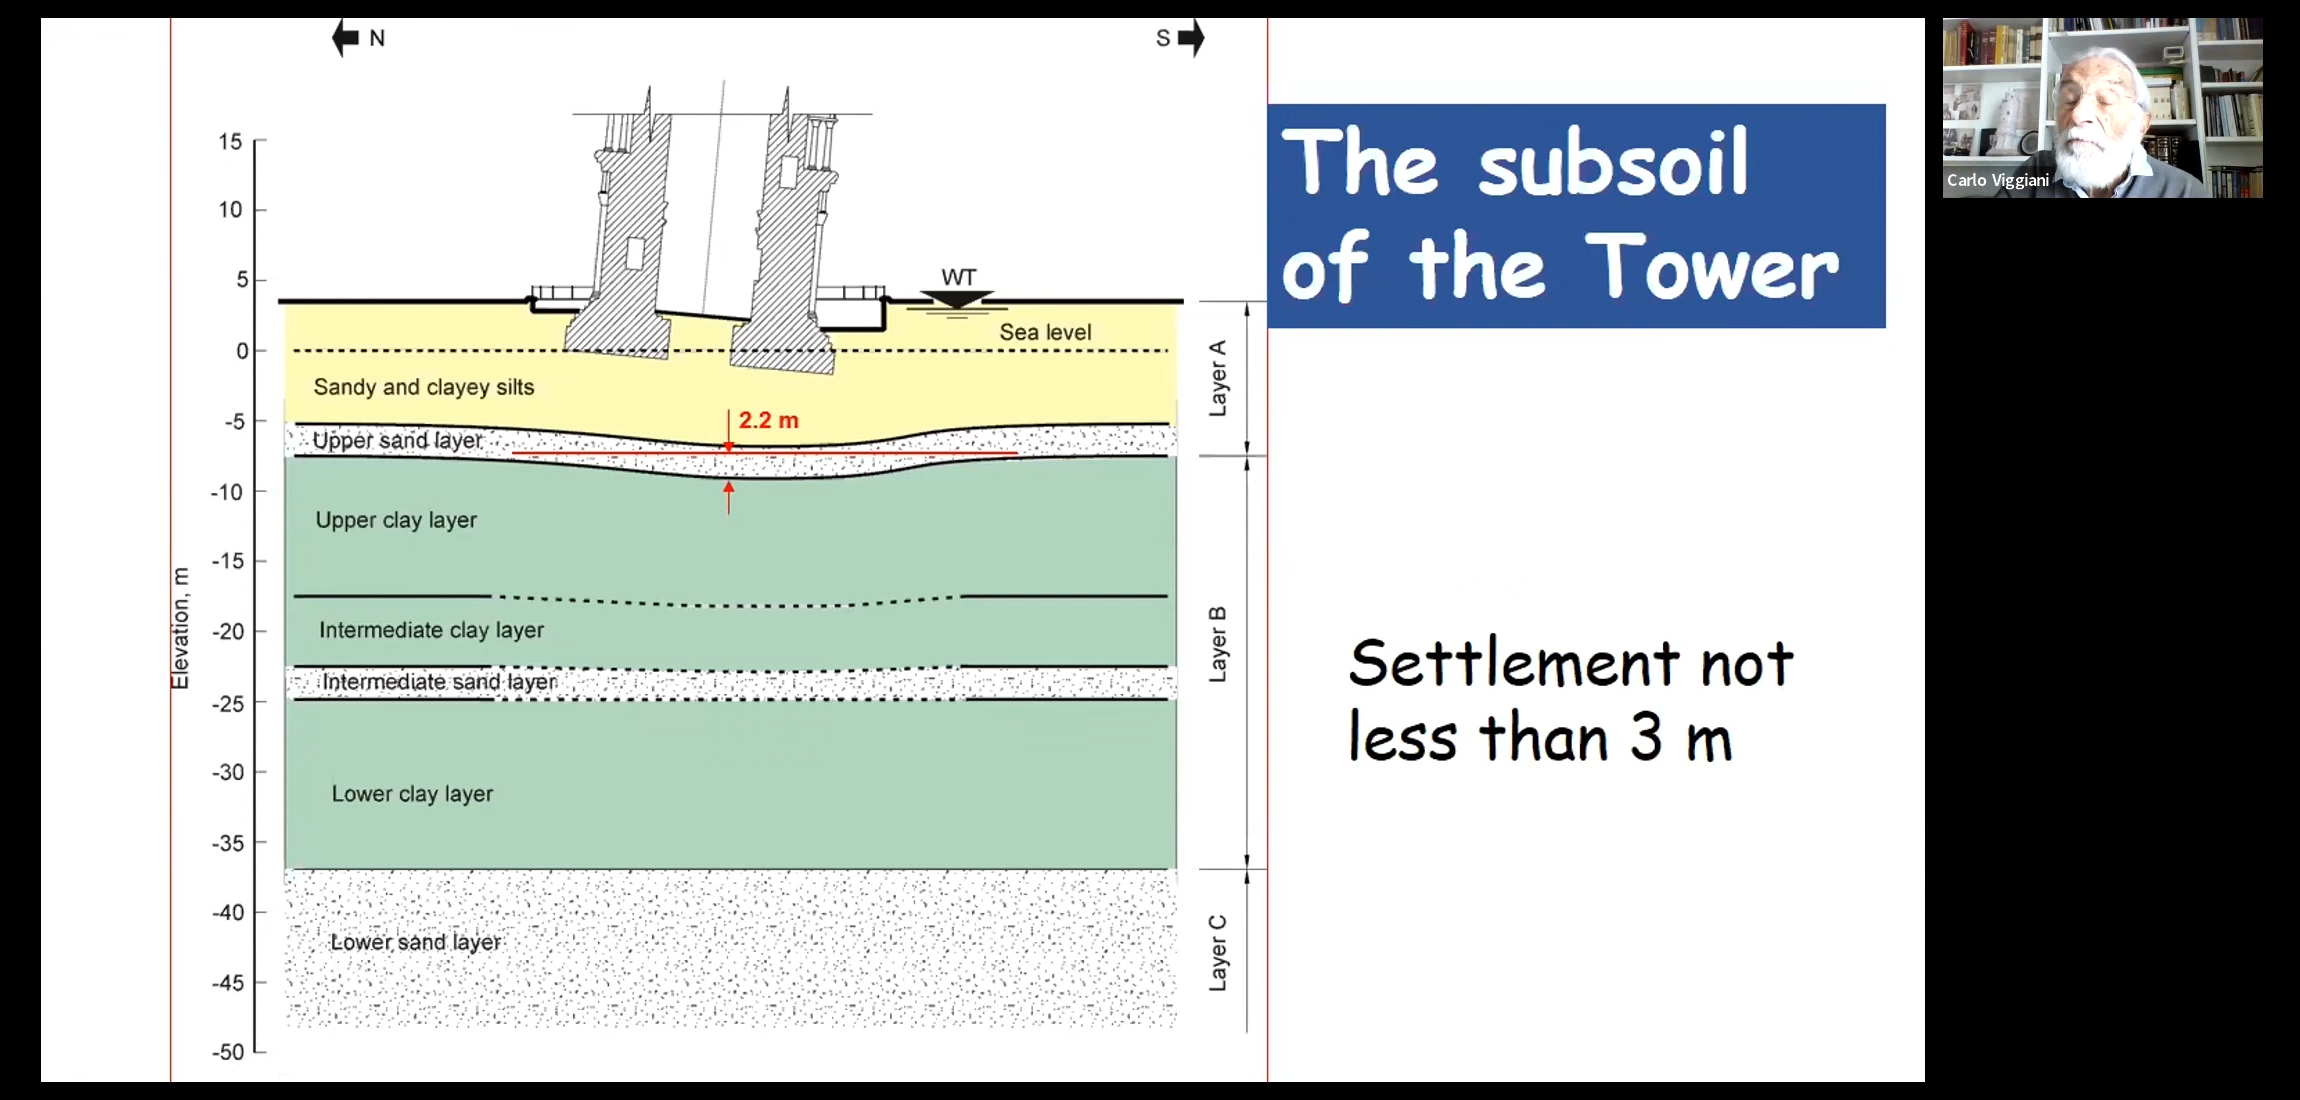 N
S
The subsoil
of the Tower
Carlo Viggiani
15
10
5
0
-5
-10
-15
-20
-25
-30
-35
-40
-45
-50
Elevation, m
WT
Sea level
Sandy and clayey silts
2.2 m
Upper sand layer
Upper clay layer
Intermediate clay layer
Intermediate sand layer
Lower clay layer
Lower sand layer
Layer A
Layer B
Layer C
Settlement not
less than 3 m